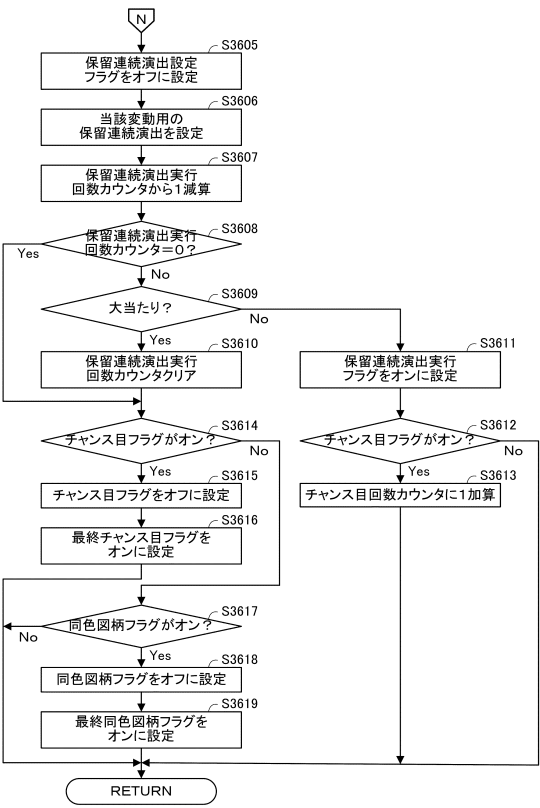 N
S3605
保留連続演出設定
フラグをオフに設定
S3606
当該変動用の
保留連続演出を設定
S3607
保留連続演出実行
回数カウンタから1減算
S3608
保留連続演出実行
回数カウンタ=0?
Yes
No
S3609
大当たり?
No
Yes
S3610
保留連続演出実行
回数カウンタクリア
S3611
保留連続演出実行
フラグをオンに設定
S3614
チャンス目フラグがオン?
No
Yes
S3612
チャンス目フラグがオン?
No
Yes
S3615
チャンス目フラグをオフに設定
S3613
チャンス目回数カウンタに1加算
S3616
最終チャンス目フラグを
オンに設定
S3617
同色図柄フラグがオン?
No
Yes
S3618
同色図柄フラグをオフに設定
S3619
最終同色図柄フラグを
オンに設定
RETURN